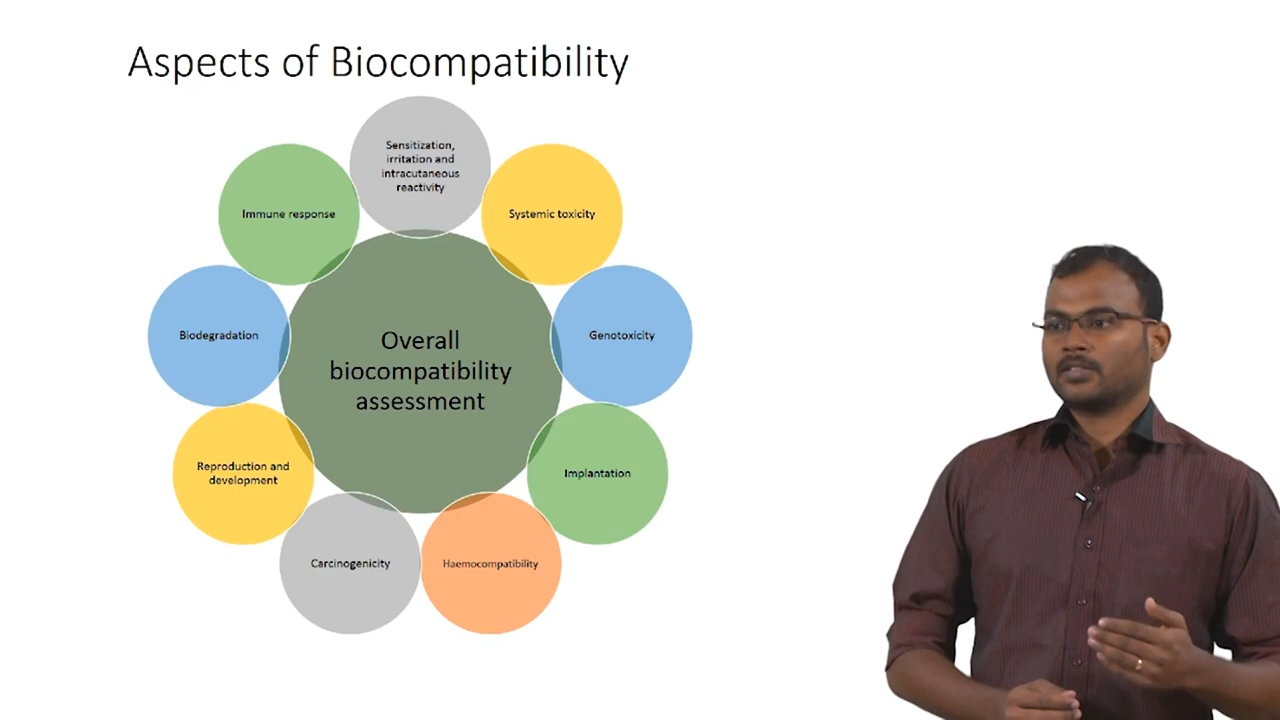 Aspects of Biocompatibility
Sensitization,
irritation and
intracutaneous
reactivity
Systemic toxicity
Genotoxicity
Implantation
Haemocompatibility
Carcinogenicity
Reproduction and
development
Biodegradation
Immune response
Overall
biocompatibility
assessment